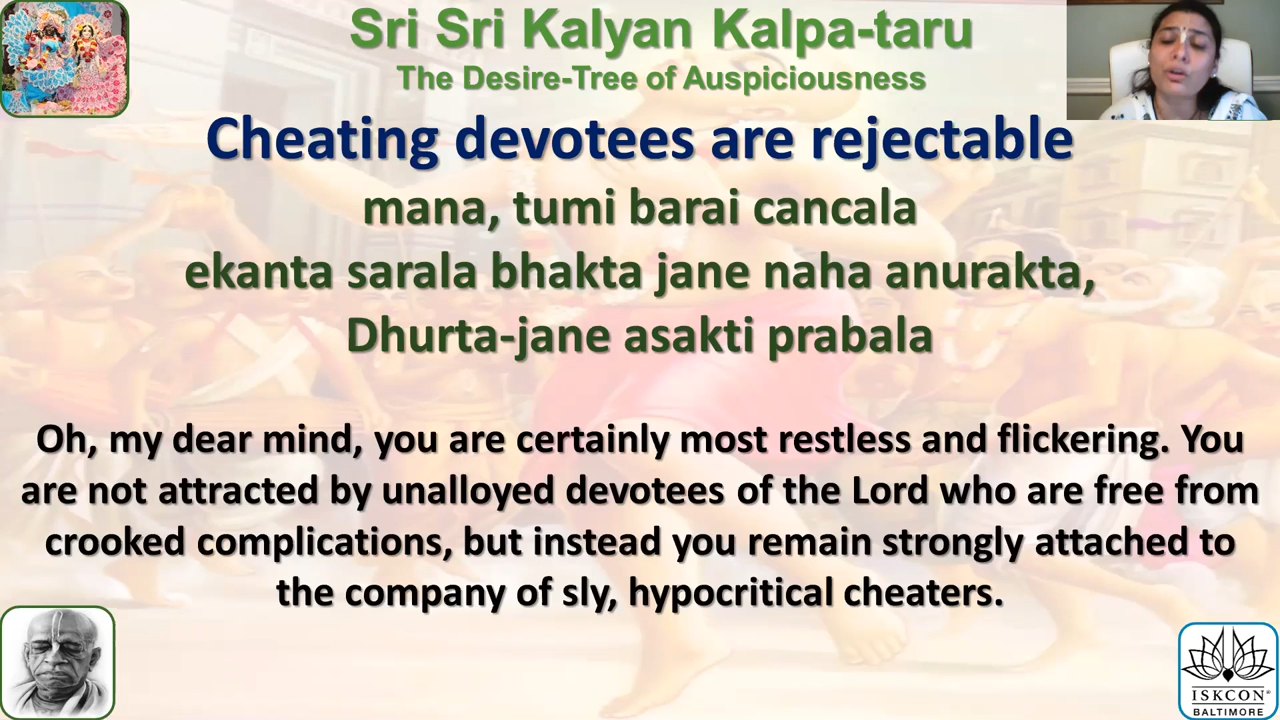 Sri Sri Kalyan Kalpa-taru
The Desire-Tree of Auspiciousness
Cheating devotees are rejectable
mana, tumi barai cancala
ekanta sarala bhakta jane naha anurakta,
Dhurta-jane asakti prabala
Oh, my dear mind, you are certainly most restless and flickering. You
are not attracted by unalloyed devotees of the Lord who are free from
crooked complications, but instead you remain strongly attached to
the company of sly, hypocritical cheaters.
ISKCON®
BALTIMORE